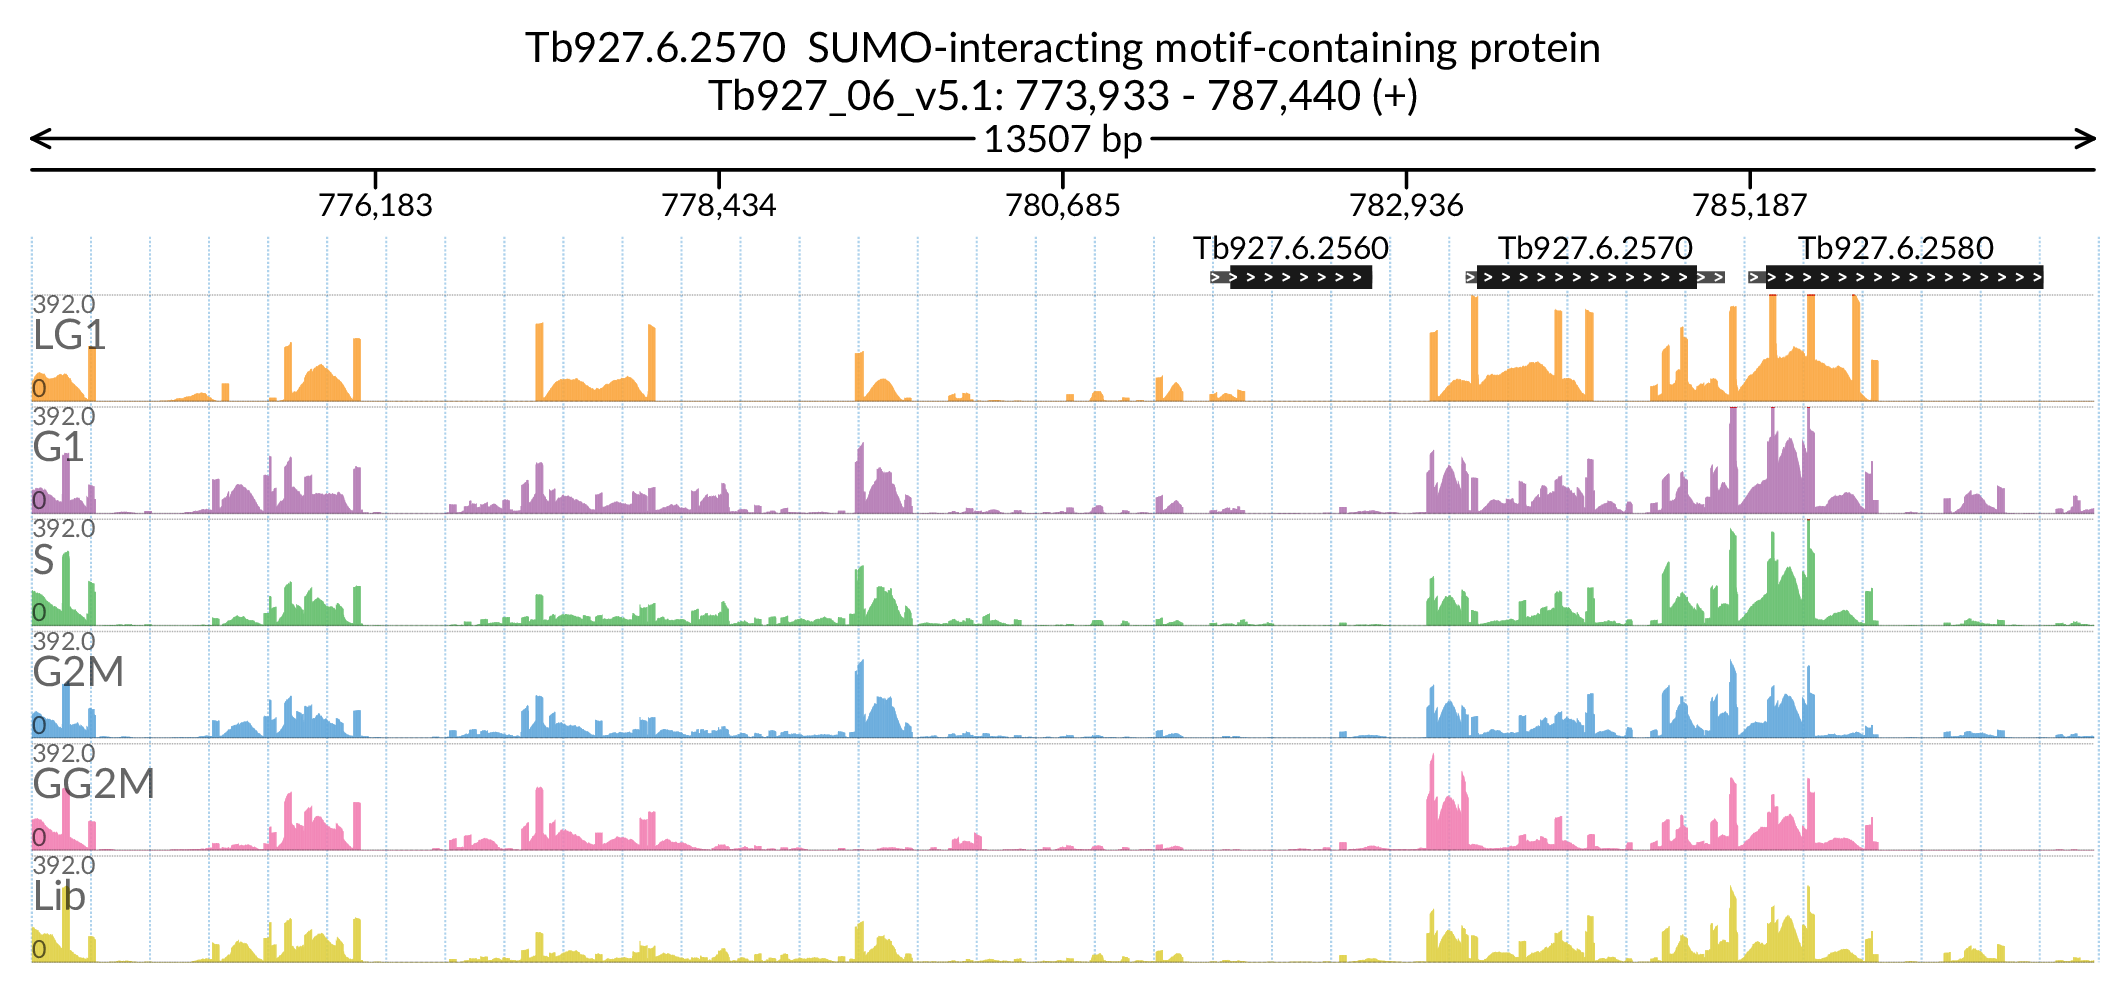 Tb927.6.2570  SUMO-interacting motif-containing protein
Tb927_06_v5.1: 773,933 - 787,440 (+)
13507 bp
776,183 778,434 780,685 782,936 785,187
Tb927.6.2560 Tb927.6.2570 Tb927.6.2580
392.0
LG1
0
392.0
G1
0
392.0
S
0
392.0
G2M
0
392.0
GG2M
0
392.0
Lib
0